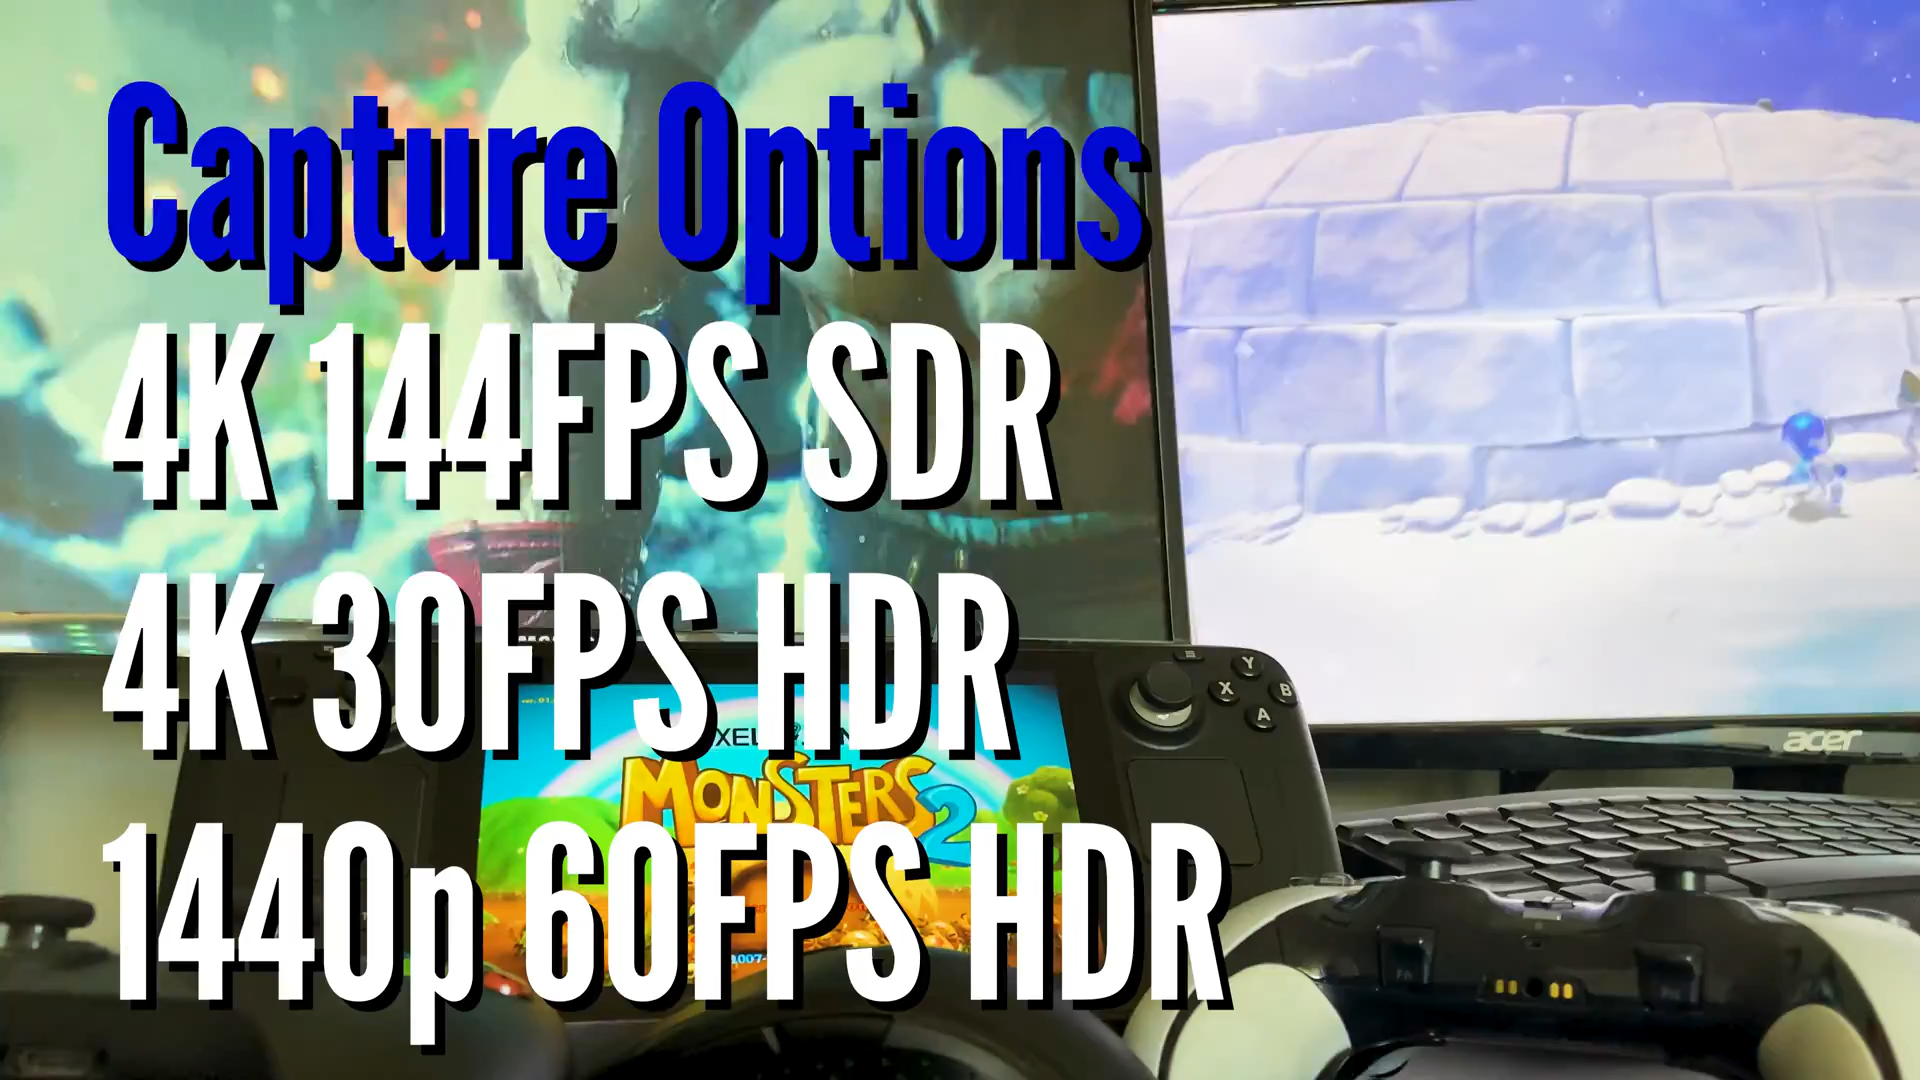 Capture Options
4K 144FPS SDR
4K 30FPS HDR
1440p 60FPS HDR
MONSTERS 2
Y
X
B
A
acer